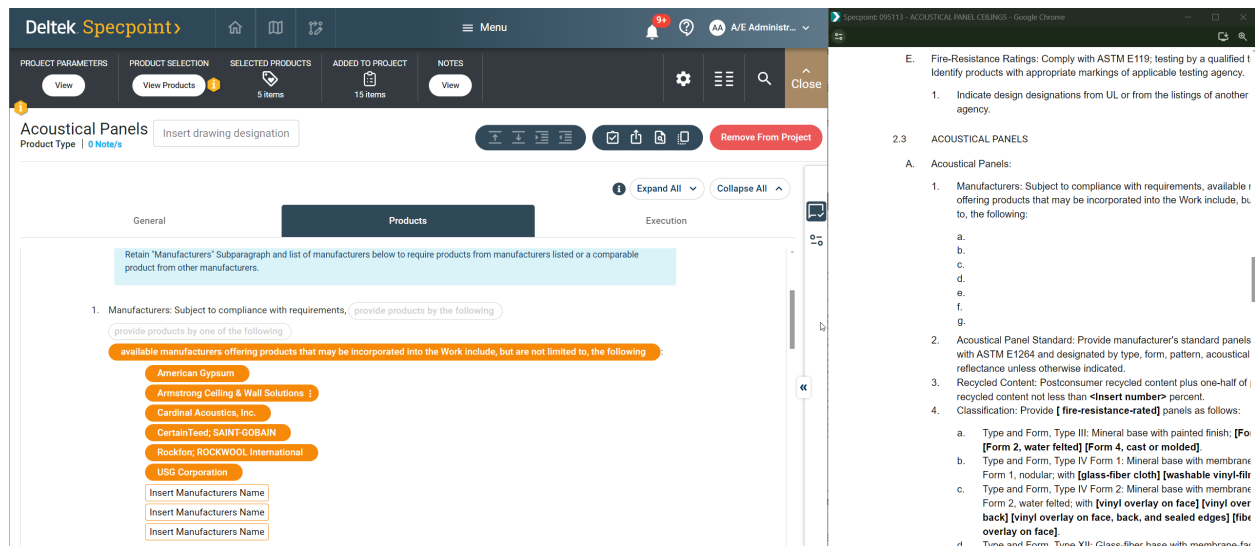 Deltek Specpoint
Menu
9+
AA A/E Administr...
PROJECT PARAMETERS
View
PRODUCT SELECTION
View Products
SELECTED PRODUCTS
5 items
ADDED TO PROJECT
15 items
NOTES
View
Close
Acoustical Panels
Insert drawing designation
Product Type | 0 Note/s
Remove From Project
Expand All
Collapse All
General
Products
Execution
Retain "Manufacturers" Subparagraph and list of manufacturers below to require products from manufacturers listed or a comparable
product from other manufacturers.
1. Manufacturers: Subject to compliance with requirements, provide products by the following
provide products by one of the following
available manufacturers offering products that may be incorporated into the Work include, but are not limited to, the following :
American Gypsum
Armstrong Ceiling & Wall Solutions
Cardinal Acoustics, Inc.
CertainTeed; SAINT-GOBAIN
Rockfon; ROCKWOOL International
USG Corporation
Insert Manufacturers Name
Insert Manufacturers Name
Insert Manufacturers Name
Specpoint: 095113 - ACOUSTICAL PANEL CEILINGS - Google Chrome
E. Fire-Resistance Ratings: Comply with ASTM E119; testing by a qualified t
Identify products with appropriate markings of applicable testing agency.
1. Indicate design designations from UL or from the listings of another
agency.
2.3 ACOUSTICAL PANELS
A. Acoustical Panels:
1. Manufacturers: Subject to compliance with requirements, available
offering products that may be incorporated into the Work include, bu
to, the following:
a.
b.
c.
d.
e.
f.
g.
2. Acoustical Panel Standard: Provide manufacturer's standard panels
with ASTM E1264 and designated by type, form, pattern, acoustical
reflectance unless otherwise indicated.
3. Recycled Content: Postconsumer recycled content plus one-half of
recycled content not less than <Insert number> percent.
4. Classification: Provide [ fire-resistance-rated] panels as follows:
a. Type and Form, Type III: Mineral base with painted finish; [Fo
[Form 2, water felted] [Form 4, cast or molded].
b. Type and Form, Type IV Form 1: Mineral base with membrane
Form 1, nodular; with [glass-fiber cloth] [washable vinyl-fil
c. Type and Form, Type IV Form 2: Mineral base with membrane
Form 2, water felted; with [vinyl overlay on face] [vinyl over
back] [vinyl overlay on face, back, and sealed edges] [fibe
overlay on face].
d. Type and Form, Type XII: Glass-fiber base with membrane-fa